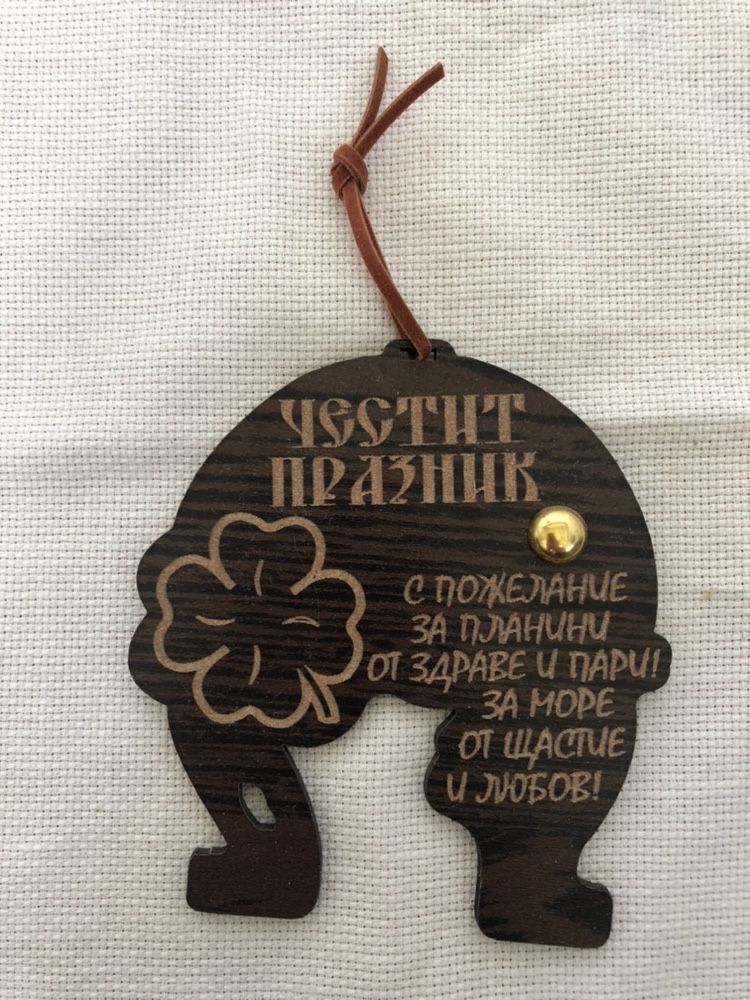 ЧЕСТИТ
ПРАЗНИК
С ПОЖЕЛАНИЕ
ЗА ПЛАНИНИ
ОТ ЗДРАВЕ И ПАРИ!
ЗА МОРЕ
ОТ ЩАСТИЕ
И ЛЮБОВ!